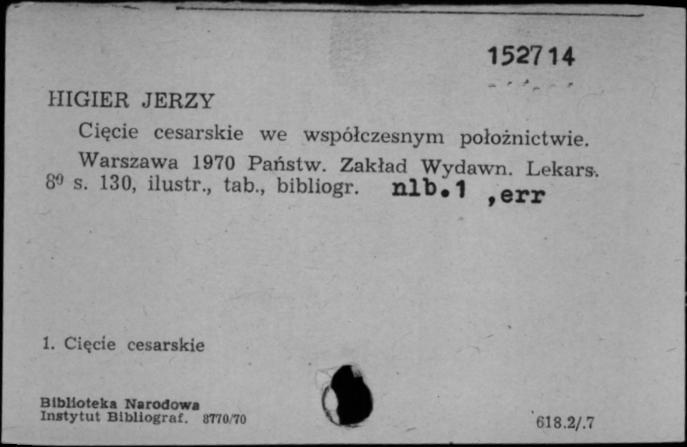 152714
HIGIER JERZY
Cięcie cesarskie we współczesnym położnictwie.
Warszawa 1970 Państw. Zakład Wydawn. Lekars.
8⁰ s. 130, ilustr., tab., bibliogr. nlb.1 ,err
1. Cięcie cesarskie
Biblioteka Narodowa
Instytut Bibliograf. 8770/70
618.2/.7